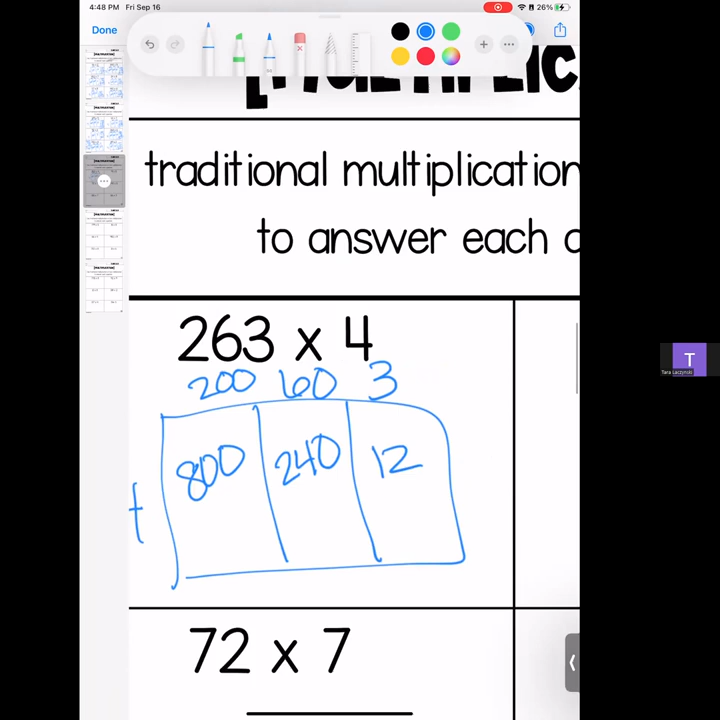 4:48 PM Fri Sep 16
26%
Done
traditional multiplication
to answer each
263 x 4
200 60 3
800 240 12
4
72 x 7
T
Tara Laczynski